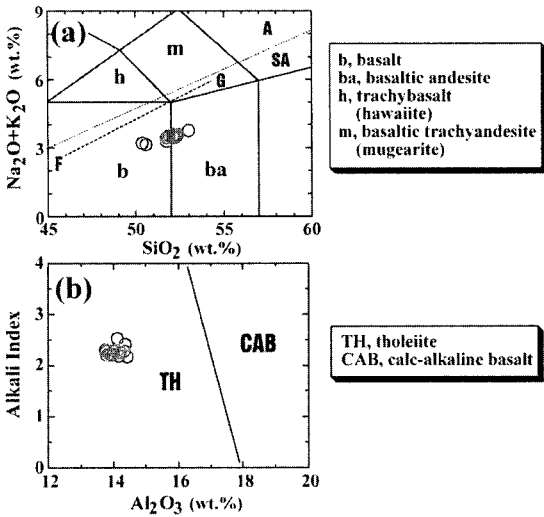 (a)
Na₂O+K₂O (wt.%)
9
6
3
0
m
h
b
ba
A
SA
G
F
45 50 55 60
SiO₂ (wt.%)
b, basalt
ba, basaltic andesite
h, trachybasalt
(hawaiite)
m, basaltic trachyandesite
(mugearite)
(b)
Alkali Index
4
3
2
1
0
TH
CAB
12 14 16 18 20
Al₂O₃ (wt.%)
TH, tholeiite
CAB, calc-alkaline basalt